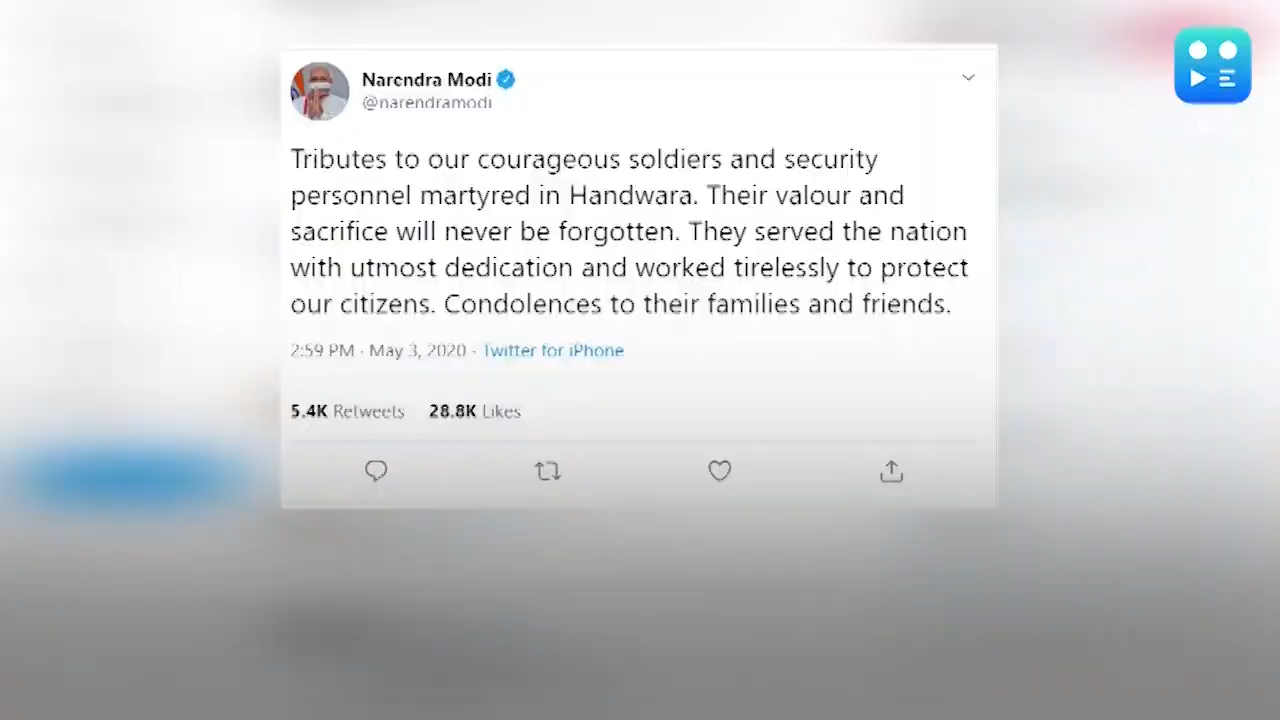 Narendra Modi
@narendramodi
Tributes to our courageous soldiers and security
personnel martyred in Handwara. Their valour and
sacrifice will never be forgotten. They served the nation
with utmost dedication and worked tirelessly to protect
our citizens. Condolences to their families and friends.
2:59 PM · May 3, 2020 · Twitter for iPhone
5.4K Retweets 28.8K Likes